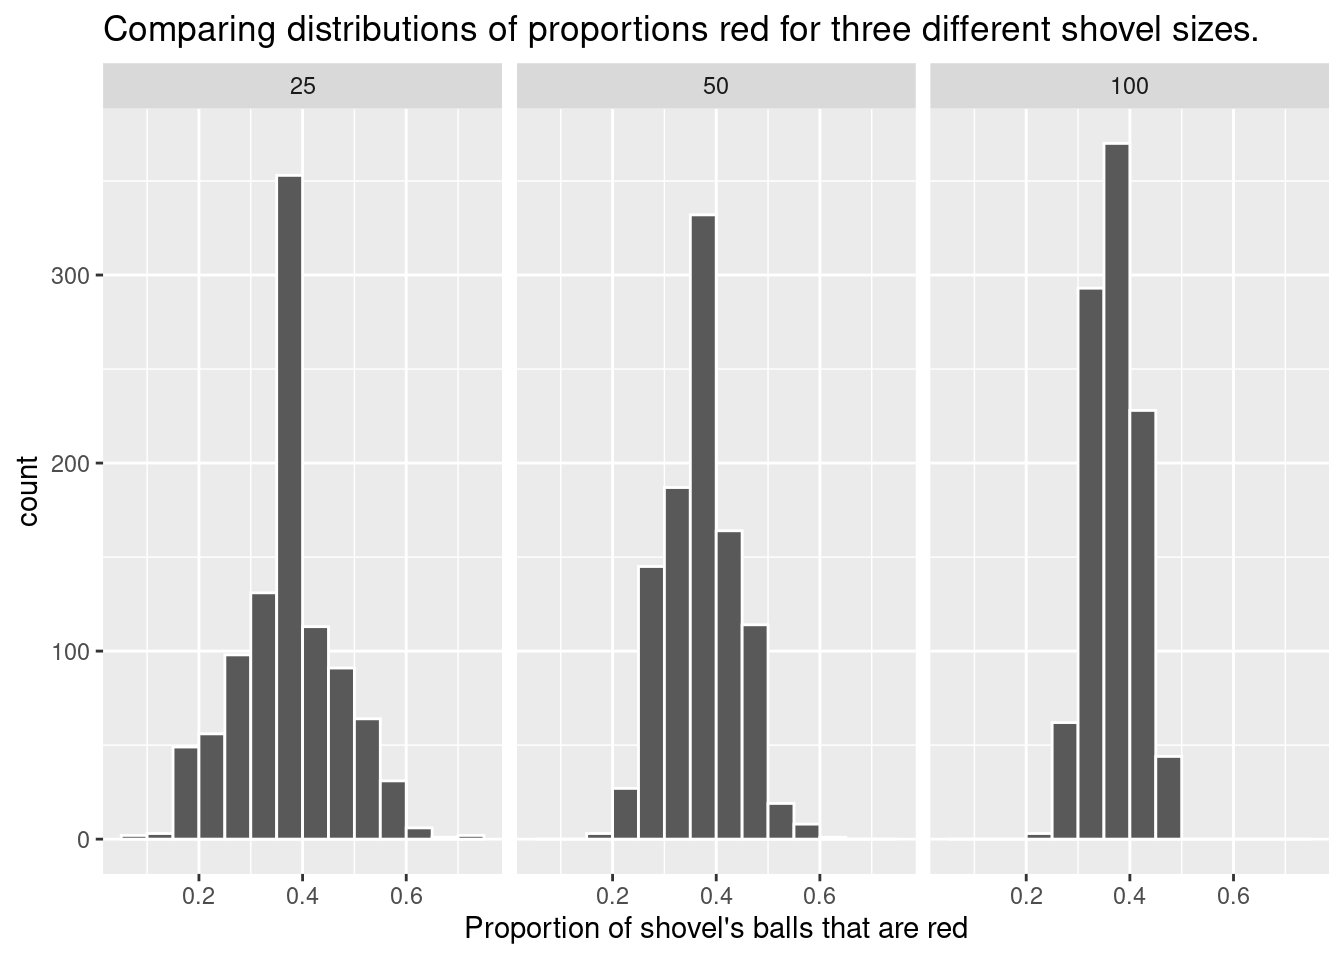 Comparing distributions of proportions red for three different shovel sizes.
25 50 100
300
200
100
0
count
0.2 0.4 0.6 0.2 0.4 0.6 0.2 0.4 0.6
Proportion of shovel's balls that are red